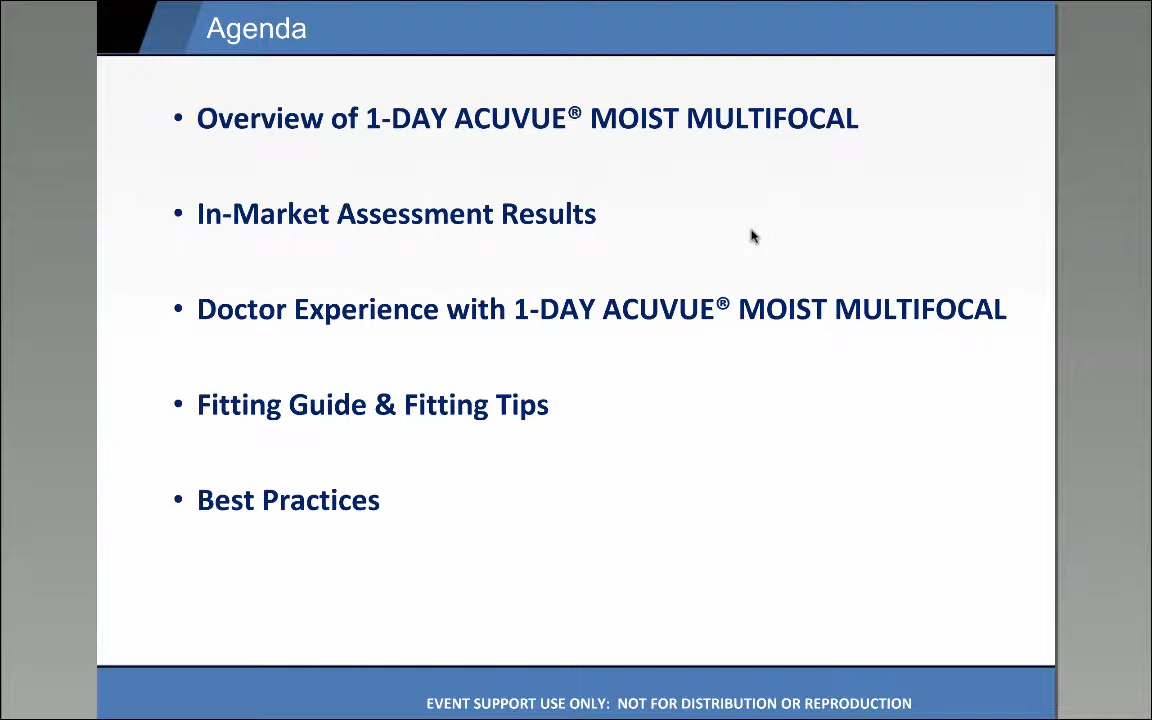 Agenda
• Overview of 1-DAY ACUVUE® MOIST MULTIFOCAL
• In-Market Assessment Results
• Doctor Experience with 1-DAY ACUVUE® MOIST MULTIFOCAL
• Fitting Guide & Fitting Tips
• Best Practices
EVENT SUPPORT USE ONLY:  NOT FOR DISTRIBUTION OR REPRODUCTION